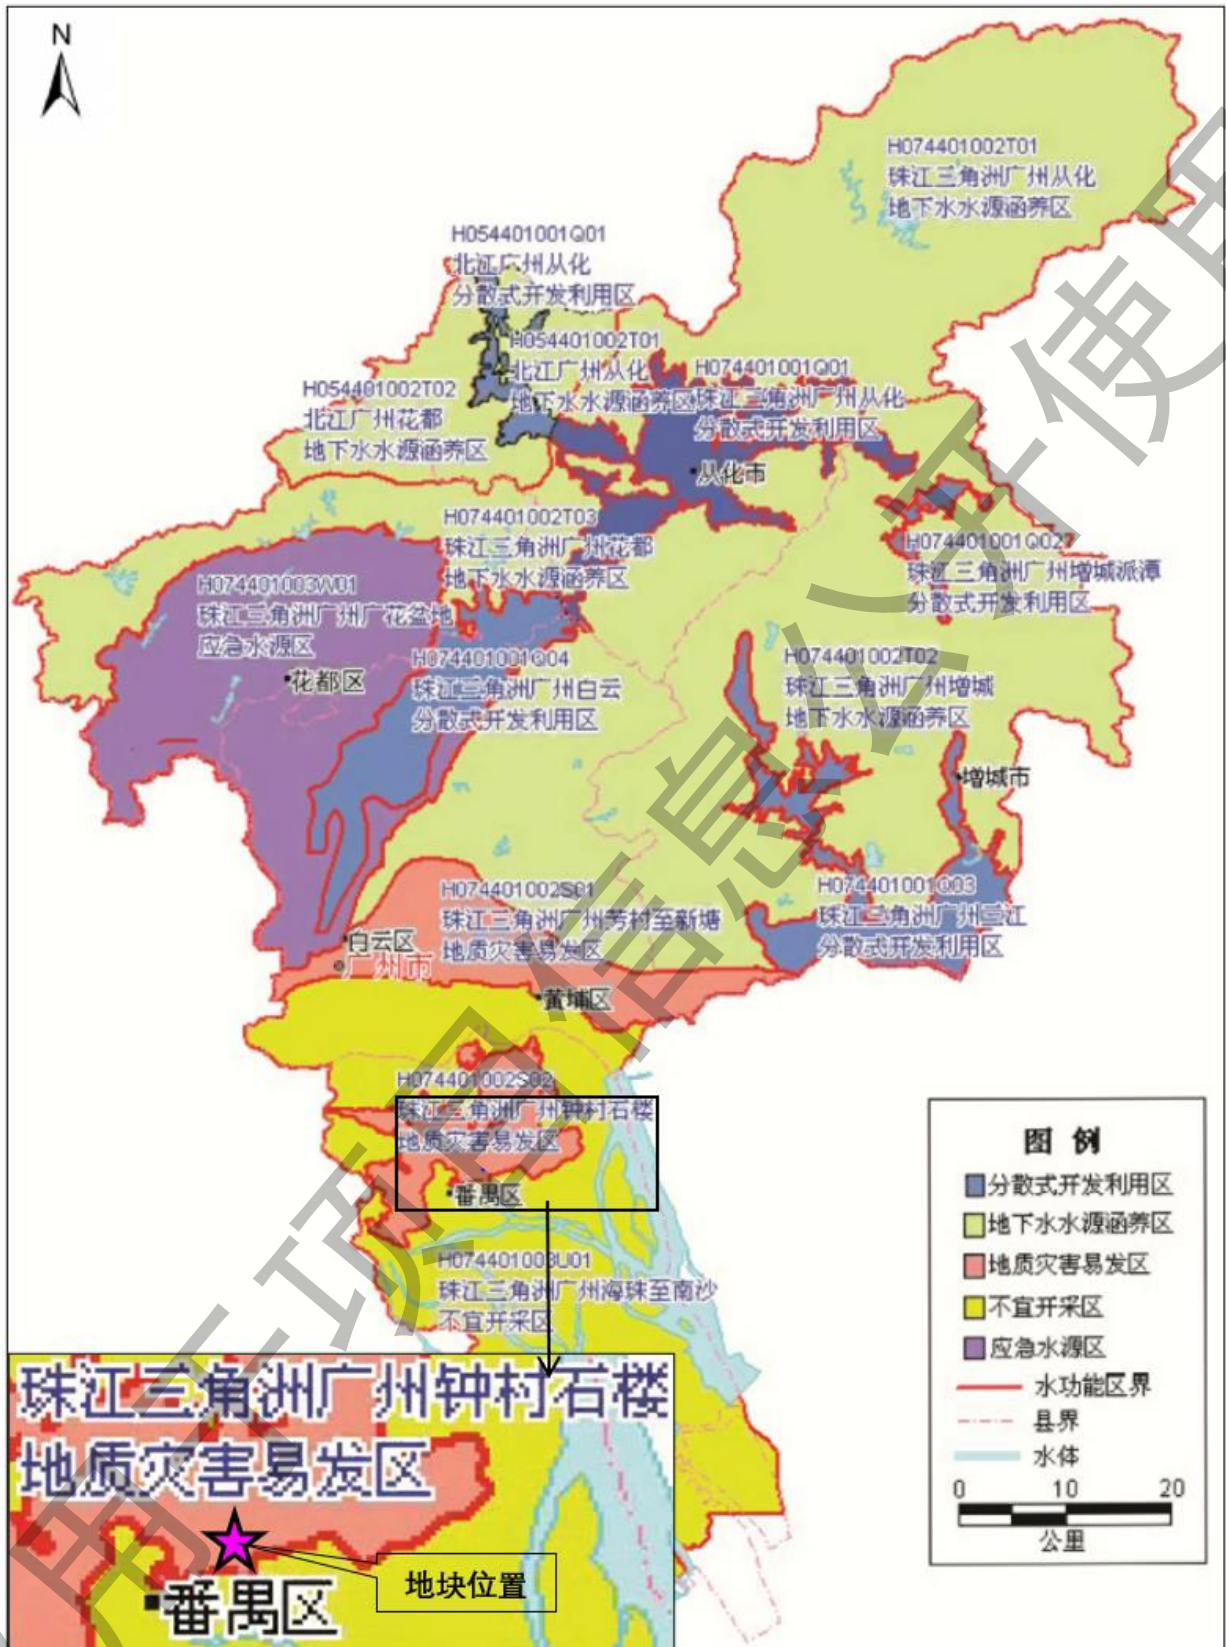 N
H074401002T01
珠江三角洲广州从化
地下水水源涵养区
H054401001Q01
北江广州从化
分散式开发利用区
H054401002T01
北江广州从化
地下水水源涵养区
H074401001Q01
珠江三角洲广州从化
分散式开发利用区
H054401002T02
北江广州花都
地下水水源涵养区
从化市
H074401002T03
珠江三角洲广州花都
地下水水源涵养区
H074401001Q02
珠江三角洲广州增城派潭
分散式开发利用区
H074401003W01
珠江三角洲广州广花盆地
应急水源区
花都区
H074401001Q04
珠江三角洲广州白云
分散式开发利用区
H074401002T02
珠江三角洲广州增城
地下水水源涵养区
增城市
H074401002S01
珠江三角洲广州芳村至新塘
地质灾害易发区
H074401001Q03
珠江三角洲广州三江
分散式开发利用区
白云区
广州市
黄埔区
H074401002S02
珠江三角洲广州钟村石楼
地质灾害易发区
番禺区
H074401003U01
珠江三角洲广州海珠至南沙
不宜开采区
图 例
分散式开发利用区
地下水水源涵养区
地质灾害易发区
不宜开采区
应急水源区
水功能区界
县界
水体
0 10 20
公里
珠江三角洲广州钟村石楼
地质灾害易发区
番禺区
地块位置
用于项目信息公开使用